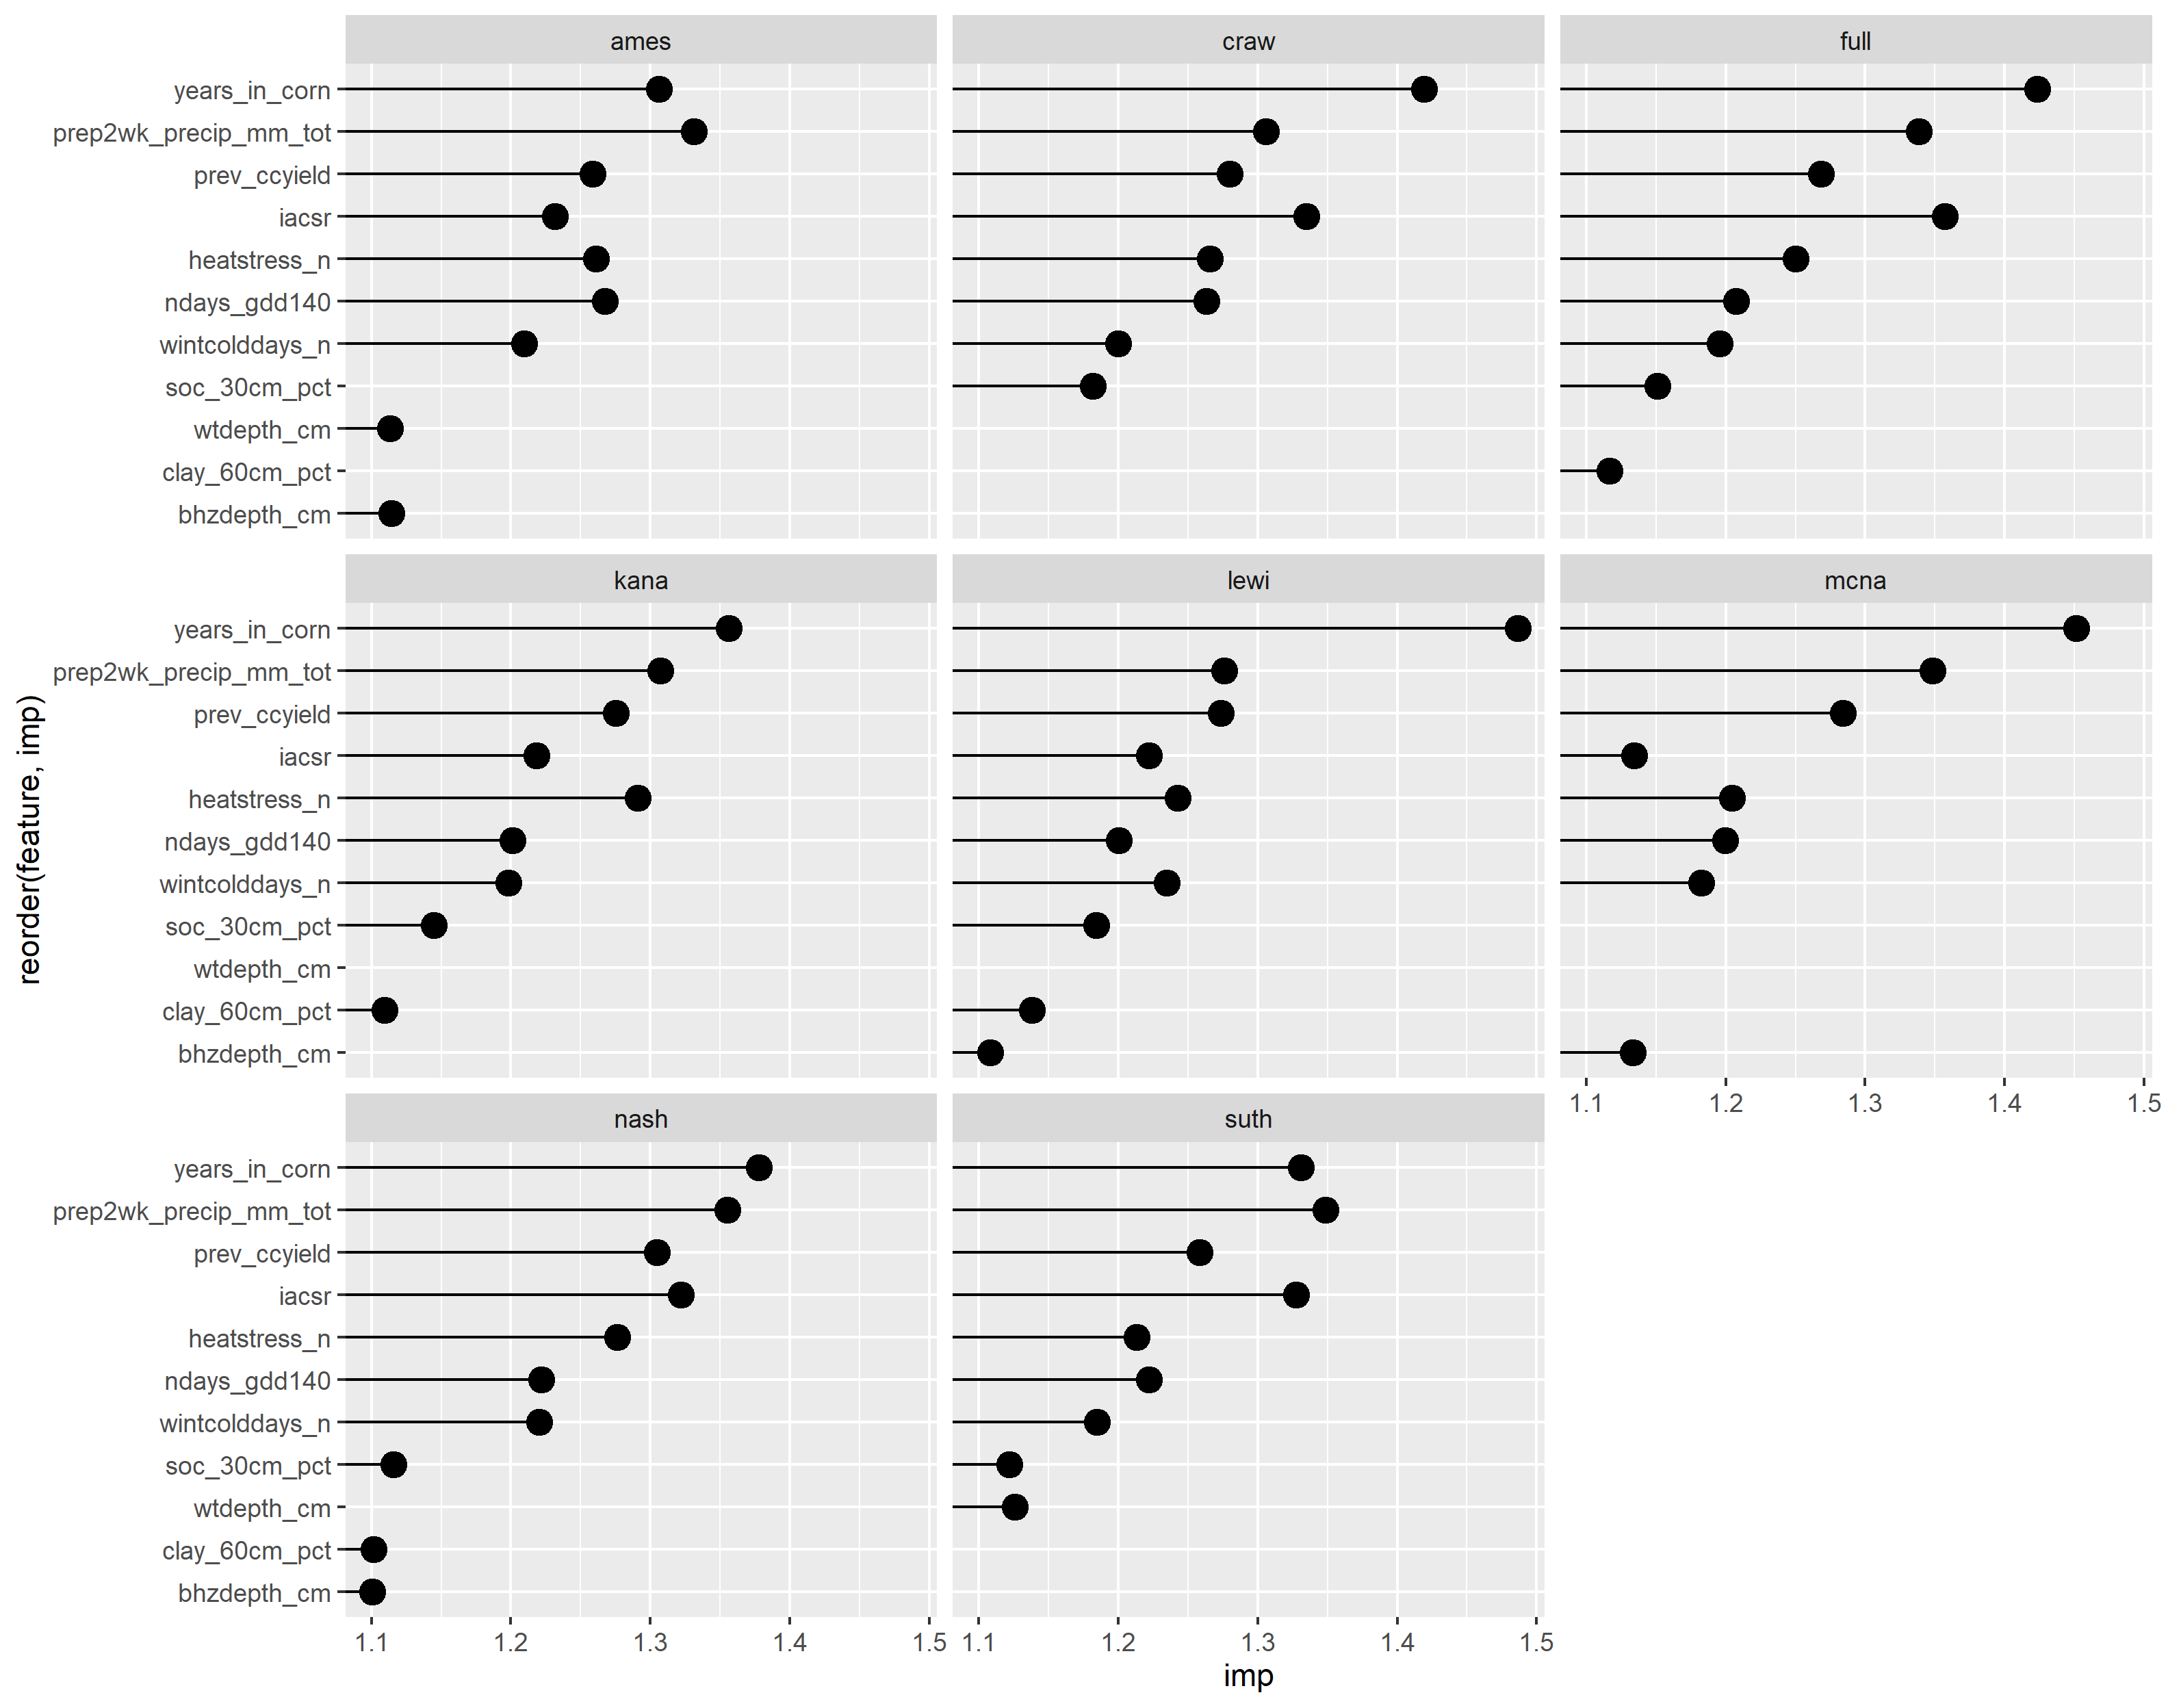 ames
craw
full
years_in_corn
prep2wk_precip_mm_tot
prev_ccyield
iacsr
heatstress_n
ndays_gdd140
wintcolddays_n
soc_30cm_pct
wtdepth_cm
clay_60cm_pct
bhzdepth_cm
kana
lewi
mcna
years_in_corn
prep2wk_precip_mm_tot
prev_ccyield
iacsr
heatstress_n
ndays_gdd140
wintcolddays_n
soc_30cm_pct
wtdepth_cm
clay_60cm_pct
bhzdepth_cm
reorder(feature, imp)
1.1 1.2 1.3 1.4 1.5
nash
suth
years_in_corn
prep2wk_precip_mm_tot
prev_ccyield
iacsr
heatstress_n
ndays_gdd140
wintcolddays_n
soc_30cm_pct
wtdepth_cm
clay_60cm_pct
bhzdepth_cm
1.1 1.2 1.3 1.4 1.5
1.1 1.2 1.3 1.4 1.5
imp